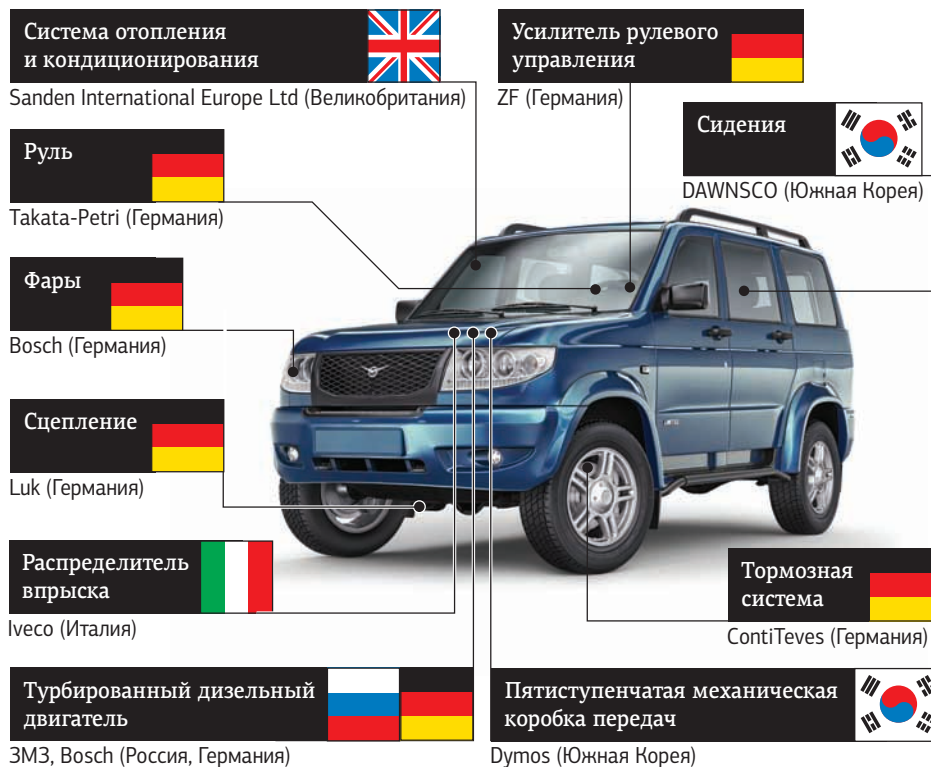 Система отопления
и кондиционирования
Sanden International Europe Ltd (Великобритания)
Усилитель рулевого
управления
ZF (Германия)
Сидения
DAWNSCO (Южная Корея)
Руль
Takata-Petri (Германия)
Фары
Bosch (Германия)
Сцепление
Luk (Германия)
Распределитель
впрыска
Iveco (Италия)
Тормозная
система
ContiTeves (Германия)
Турбированный дизельный
двигатель
ЗМЗ, Bosch (Россия, Германия)
Пятиступенчатая механическая
коробка передач
Dymos (Южная Корея)